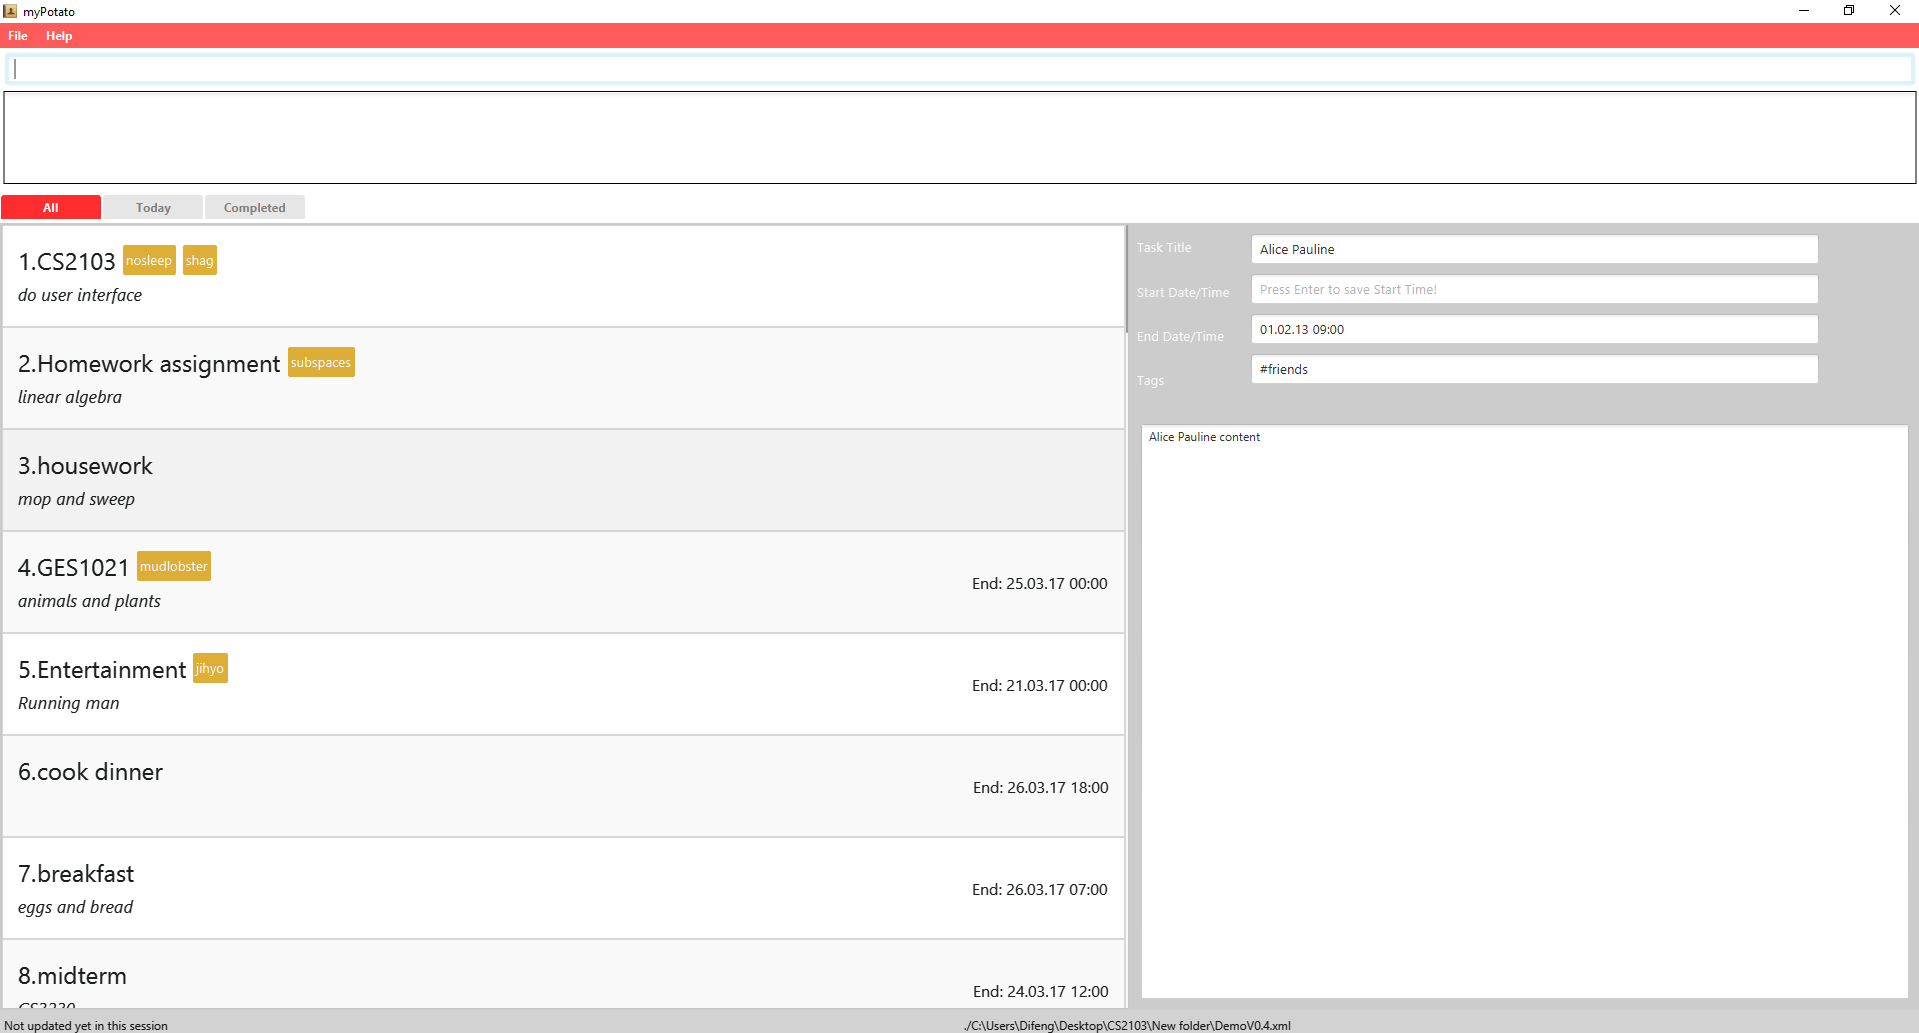 myPotato
File Help
All Today Completed
1.CS2103 nosleep shag
do user interface
2.Homework assignment subspaces
linear algebra
3.housework
mop and sweep
4.GES1021 mudlobster
animals and plants
End: 25.03.17 00:00
5.Entertainment jihyo
Running man
End: 21.03.17 00:00
6.cook dinner
End: 26.03.17 18:00
7.breakfast
eggs and bread
End: 26.03.17 07:00
8.midterm
End: 24.03.17 12:00
Task Title Alice Pauline
Start Date/Time Press Enter to save Start Time!
End Date/Time 01.02.13 09:00
Tags #friends
Alice Pauline content
Not updated yet in this session
./C:\Users\Difeng\Desktop\CS2103\New folder\DemoV0.4.xml